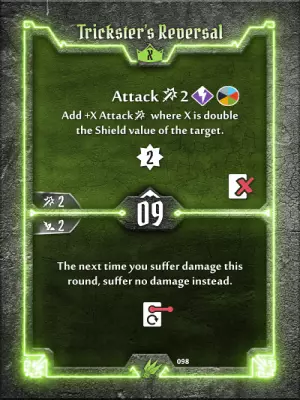 Trickster's Reversal
X
Attack 2
Add +X Attack where X is double
the Shield value of the target.
2
2
09
2
The next time you suffer damage this
round, suffer no damage instead.
098